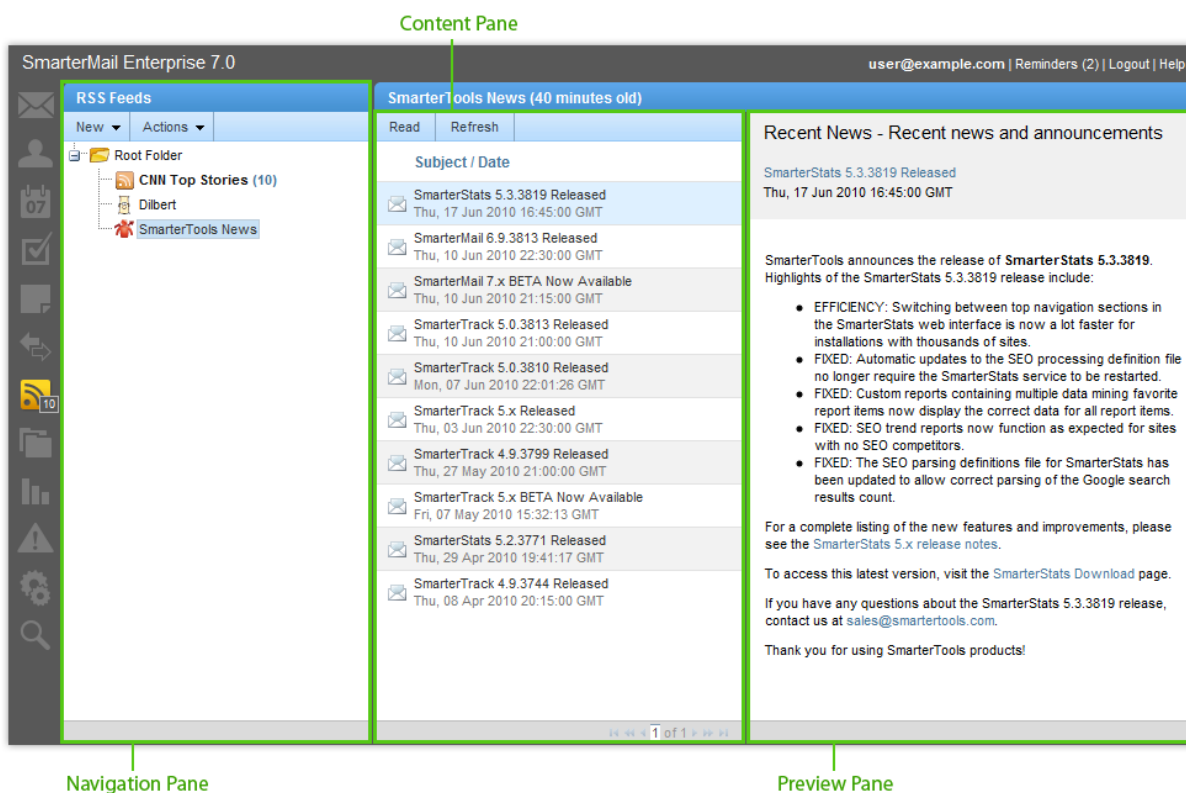 Content Pane
SmarterMail Enterprise 7.0
user@example.com | Reminders (2) | Logout | Help
RSS Feeds
SmarterTools News (40 minutes old)
New
Actions
Read
Refresh
07
10
Root Folder
CNN Top Stories (10)
Dilbert
SmarterTools News
Subject / Date
SmarterStats 5.3.3819 Released
Thu, 17 Jun 2010 16:45:00 GMT
SmarterMail 6.9.3813 Released
Thu, 10 Jun 2010 22:30:00 GMT
SmarterMail 7.x BETA Now Available
Thu, 10 Jun 2010 21:15:00 GMT
SmarterTrack 5.0.3813 Released
Thu, 10 Jun 2010 21:00:00 GMT
SmarterTrack 5.0.3810 Released
Mon, 07 Jun 2010 22:01:26 GMT
SmarterTrack 5.x Released
Thu, 03 Jun 2010 22:30:00 GMT
SmarterTrack 4.9.3799 Released
Thu, 27 May 2010 21:00:00 GMT
SmarterTrack 5.x BETA Now Available
Fri, 07 May 2010 15:32:13 GMT
SmarterStats 5.2.3771 Released
Thu, 29 Apr 2010 19:41:17 GMT
SmarterTrack 4.9.3744 Released
Thu, 08 Apr 2010 20:15:00 GMT
1 of 1
Recent News - Recent news and announcements
SmarterStats 5.3.3819 Released
Thu, 17 Jun 2010 16:45:00 GMT
SmarterTools announces the release of SmarterStats 5.3.3819.
Highlights of the SmarterStats 5.3.3819 release include:
• EFFICIENCY: Switching between top navigation sections in
the SmarterStats web interface is now a lot faster for
installations with thousands of sites.
• FIXED: Automatic updates to the SEO processing definition file
no longer require the SmarterStats service to be restarted.
• FIXED: Custom reports containing multiple data mining favorite
report items now display the correct data for all report items.
• FIXED: SEO trend reports now function as expected for sites
with no SEO competitors.
• FIXED: The SEO parsing definitions file for SmarterStats has
been updated to allow correct parsing of the Google search
results count.
For a complete listing of the new features and improvements, please
see the SmarterStats 5.x release notes.
To access this latest version, visit the SmarterStats Download page.
If you have any questions about the SmarterStats 5.3.3819 release,
contact us at sales@smartertools.com.
Thank you for using SmarterTools products!
Navigation Pane
Preview Pane